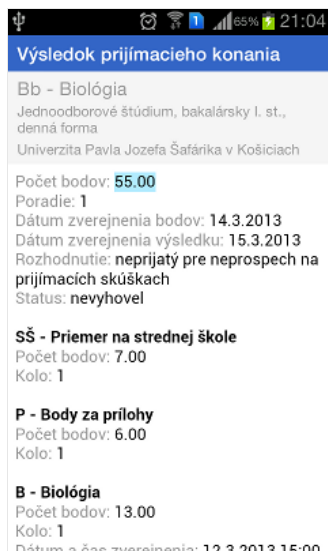 1 65% 21:04
Výsledok prijímacieho konania
Bb - Biológia
Jednoodborové štúdium, bakalársky I. st.,
denná forma
Univerzita Pavla Jozefa Šafárika v Košiciach
Počet bodov: 55.00
Poradie: 1
Dátum zverejnenia bodov: 14.3.2013
Dátum zverejnenia výsledku: 15.3.2013
Rozhodnutie: neprijatý pre neprospech na
prijímacích skúškach
Status: nevyhovel
SŠ - Priemer na strednej škole
Počet bodov: 7.00
Kolo: 1
P - Body za prílohy
Počet bodov: 6.00
Kolo: 1
B - Biológia
Počet bodov: 13.00
Kolo: 1
Dátum a čas zverejnenia: 12.3.2013 15:00